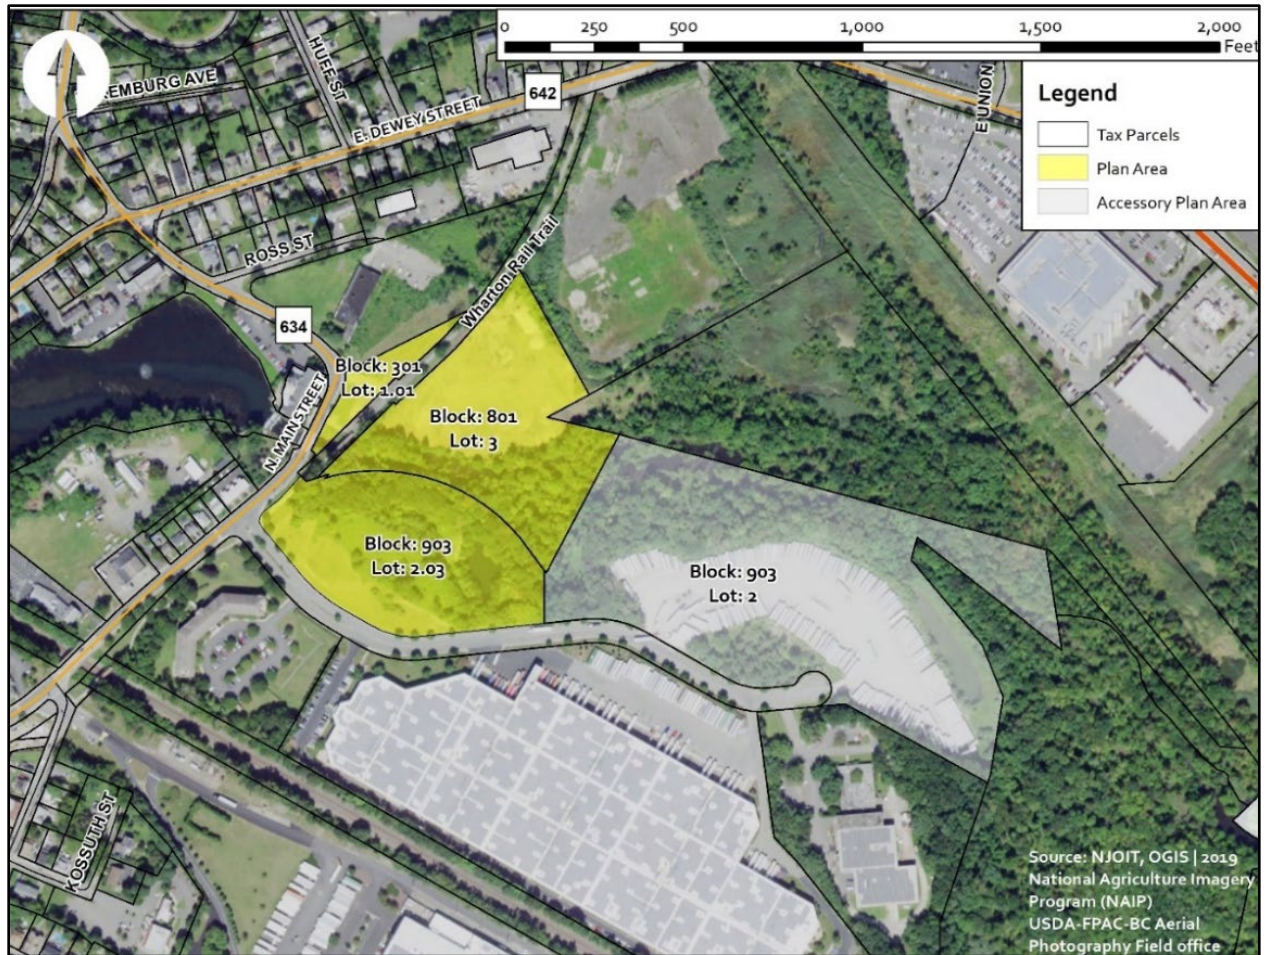 0 250 500 1,000 1,500 2,000
Feet
Legend
Tax Parcels
Plan Area
Accessory Plan Area
HUFF ST
642
E. DEWEY STREET
E UNION
ROSS ST
Wharton Rail Trail
634
Block: 301
Lot: 1.01
N. MAIN STREET
Block: 801
Lot: 3
Block: 903
Lot: 2.03
Block: 903
Lot: 2
KOSSUTH ST
Source: NJOIT, OGIS | 2019
National Agriculture Imagery
Program (NAIP)
USDA-FPAC-BC Aerial
Photography Field office